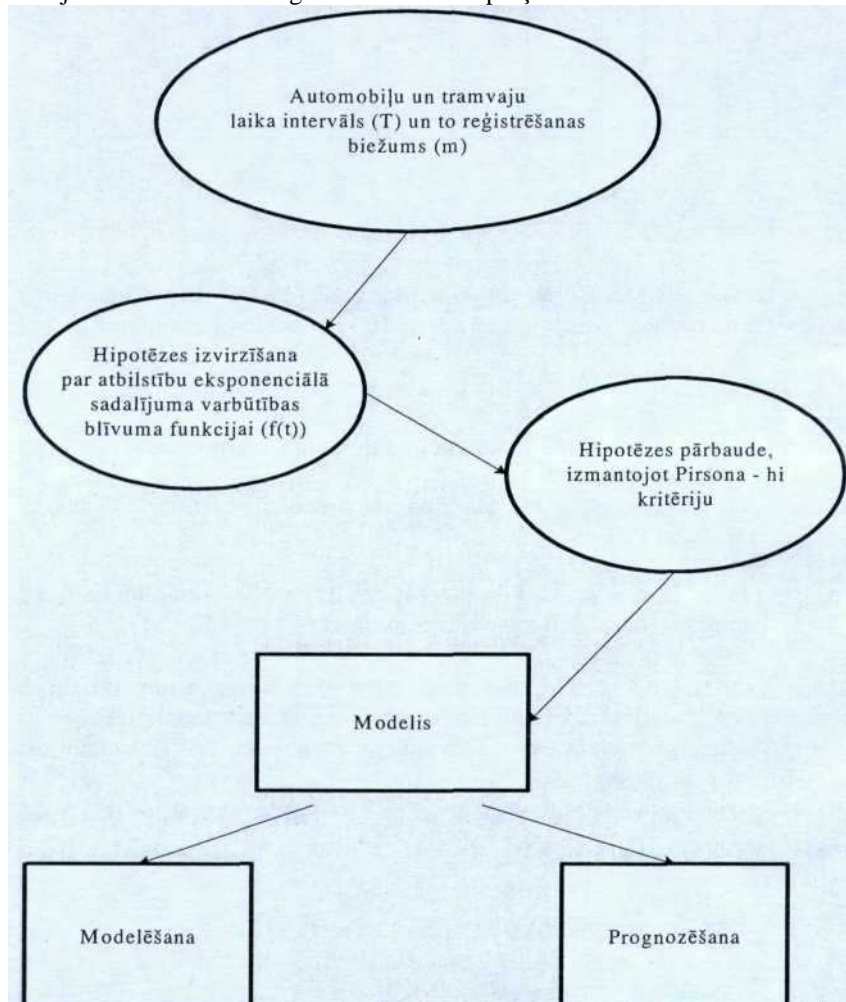 Automobiļu un tramvaju
laika intervāls (T) un to reģistrēšanas
biežums (m)
Hipotēzes izvirzīšana
par atbilstību eksponenciālā
sadalījuma varbūtības
blīvuma funkcijai (f(t))
Hipotēzes pārbaude,
izmantojot Pirsona - hi
kritēriju
Modelis
Modelēšana
Prognozēšana